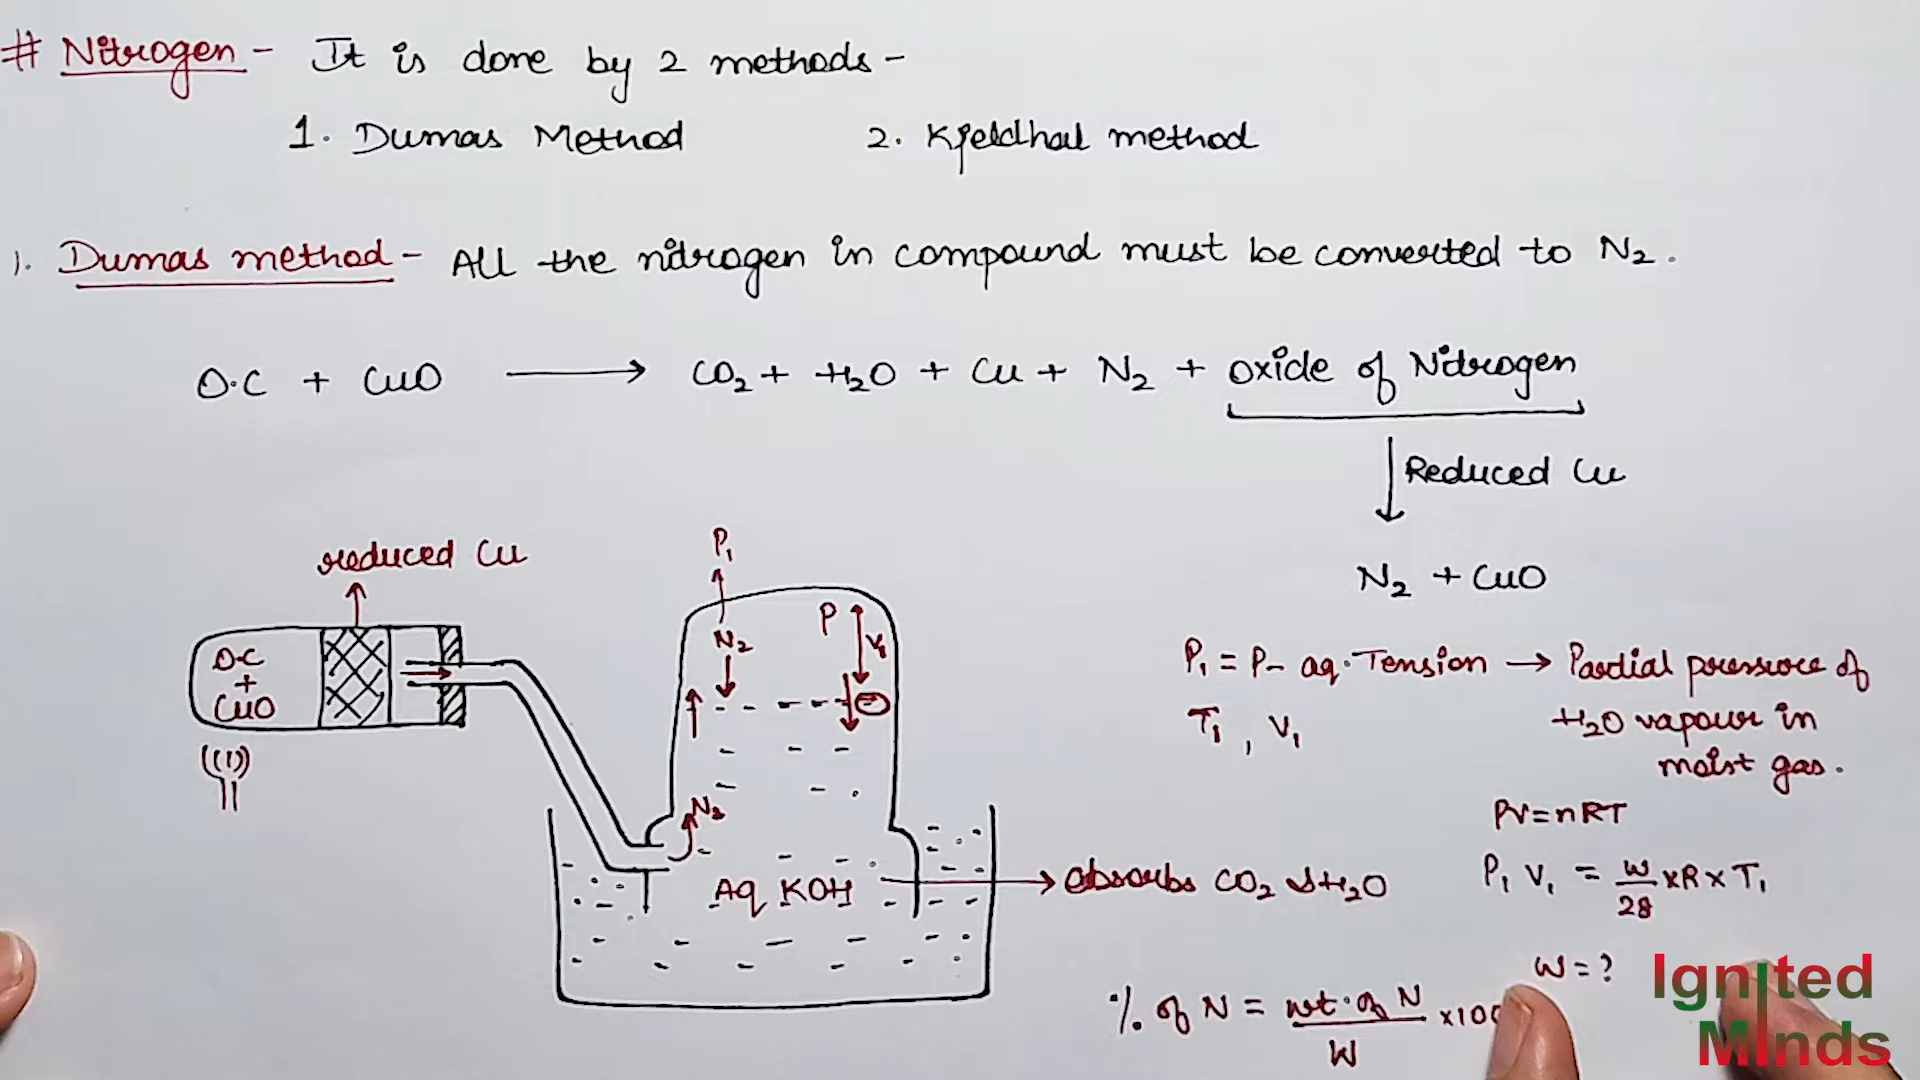 # Nitrogen - It is done by 2 methods -
1. Dumas Method 2. Kjeldhal method
1. Dumas method - All the nitrogen in compound must be converted to N₂.
O.C + CuO ⟶ CO₂ + H₂O + Cu + N₂ + Oxide of Nitrogen
Reduced Cu
N₂ + CuO
reduced Cu
O.C
+
CuO
P₁
N₂
P
V₁
N₂
Aq KOH
absorbs CO₂ & H₂O
P₁ = P - aq. Tension → Partial pressure of
H₂O vapour in
moist gas.
T₁, V₁
PV = nRT
P₁ V₁ = w/28 x R x T₁
w = ?
% of N = wt. of N/W x 100
Ignited
Minds